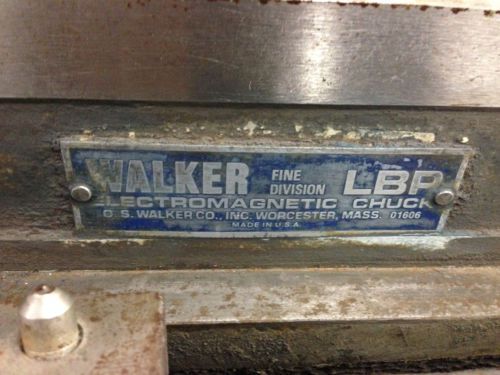 WALKER FINE DIVISION LBP
ELECTROMAGNETIC CHUCK
O. S. WALKER CO., INC. WORCESTER, MASS. 01606
MADE IN U.S.A.